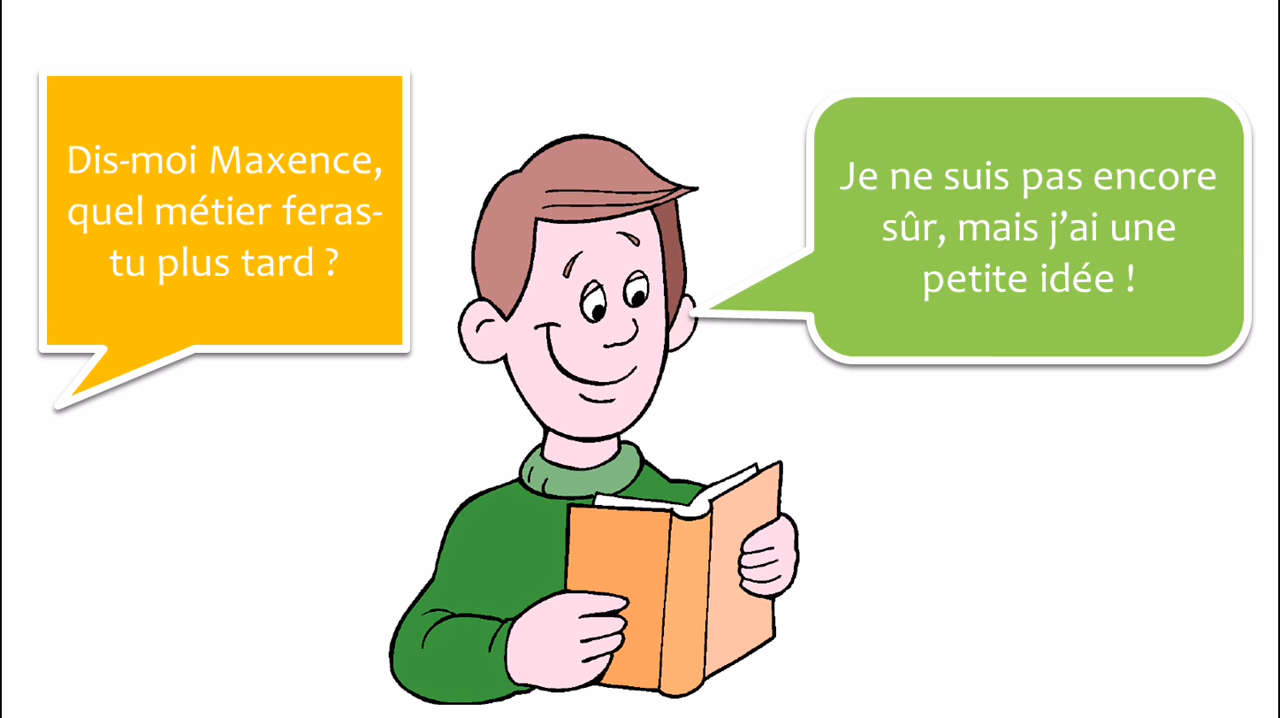 Dis-moi Maxence,
quel métier feras-
tu plus tard ?
Je ne suis pas encore
sûr, mais j’ai une
petite idée !